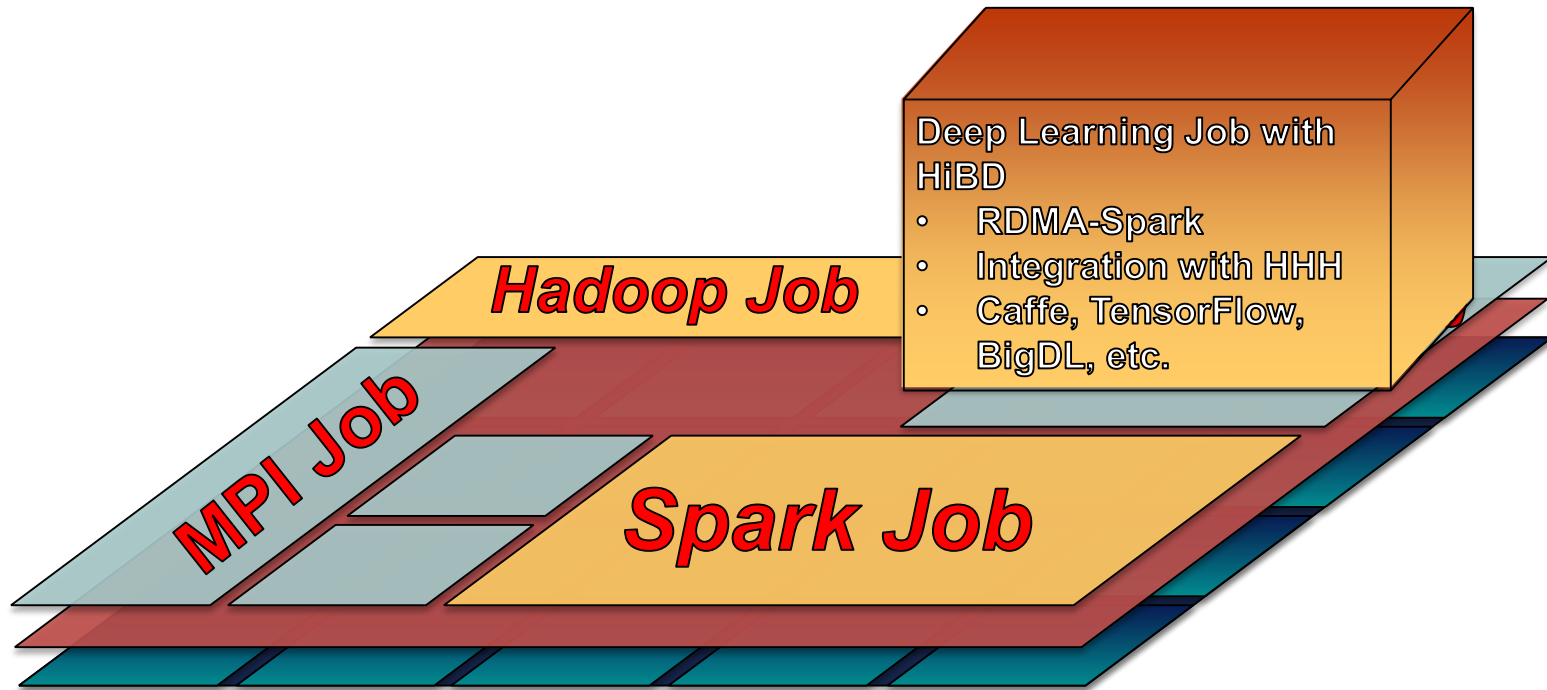 Deep Learning Job with
HiBD
• RDMA-Spark
• Integration with HHH
• Caffe, TensorFlow,
BigDL, etc.
Hadoop Job
MPI Job
Spark Job